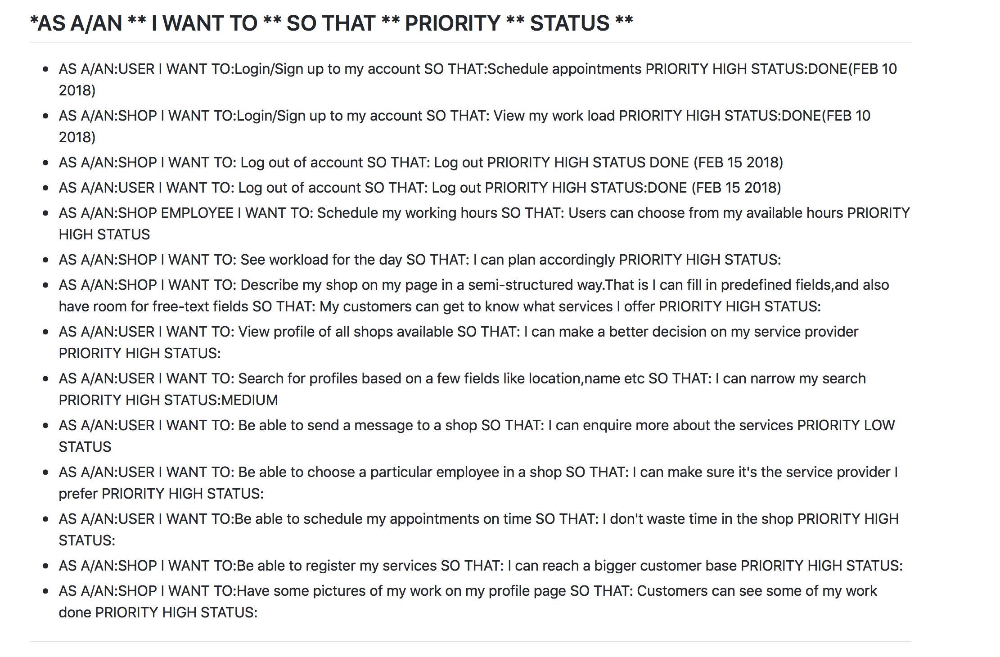 *AS A/AN ** I WANT TO ** SO THAT ** PRIORITY ** STATUS **
• AS A/AN:USER I WANT TO:Login/Sign up to my account SO THAT:Schedule appointments PRIORITY HIGH STATUS:DONE(FEB 10
2018)
• AS A/AN:SHOP I WANT TO:Login/Sign up to my account SO THAT: View my work load PRIORITY HIGH STATUS:DONE(FEB 10
2018)
• AS A/AN:SHOP I WANT TO: Log out of account SO THAT: Log out PRIORITY HIGH STATUS DONE (FEB 15 2018)
• AS A/AN:USER I WANT TO: Log out of account SO THAT: Log out PRIORITY HIGH STATUS:DONE (FEB 15 2018)
• AS A/AN:SHOP EMPLOYEE I WANT TO: Schedule my working hours SO THAT: Users can choose from my available hours PRIORITY
HIGH STATUS
• AS A/AN:SHOP I WANT TO: See workload for the day SO THAT: I can plan accordingly PRIORITY HIGH STATUS:
• AS A/AN:SHOP I WANT TO: Describe my shop on my page in a semi-structured way.That is I can fill in predefined fields,and also
have room for free-text fields SO THAT: My customers can get to know what services I offer PRIORITY HIGH STATUS:
• AS A/AN:USER I WANT TO: View profile of all shops available SO THAT: I can make a better decision on my service provider
PRIORITY HIGH STATUS:
• AS A/AN:USER I WANT TO: Search for profiles based on a few fields like location,name etc SO THAT: I can narrow my search
PRIORITY HIGH STATUS:MEDIUM
• AS A/AN:USER I WANT TO: Be able to send a message to a shop SO THAT: I can enquire more about the services PRIORITY LOW
STATUS
• AS A/AN:USER I WANT TO: Be able to choose a particular employee in a shop SO THAT: I can make sure it's the service provider I
prefer PRIORITY HIGH STATUS:
• AS A/AN:USER I WANT TO:Be able to schedule my appointments on time SO THAT: I don't waste time in the shop PRIORITY HIGH
STATUS:
• AS A/AN:SHOP I WANT TO:Be able to register my services SO THAT: I can reach a bigger customer base PRIORITY HIGH STATUS:
• AS A/AN:SHOP I WANT TO:Have some pictures of my work on my profile page SO THAT: Customers can see some of my work
done PRIORITY HIGH STATUS: